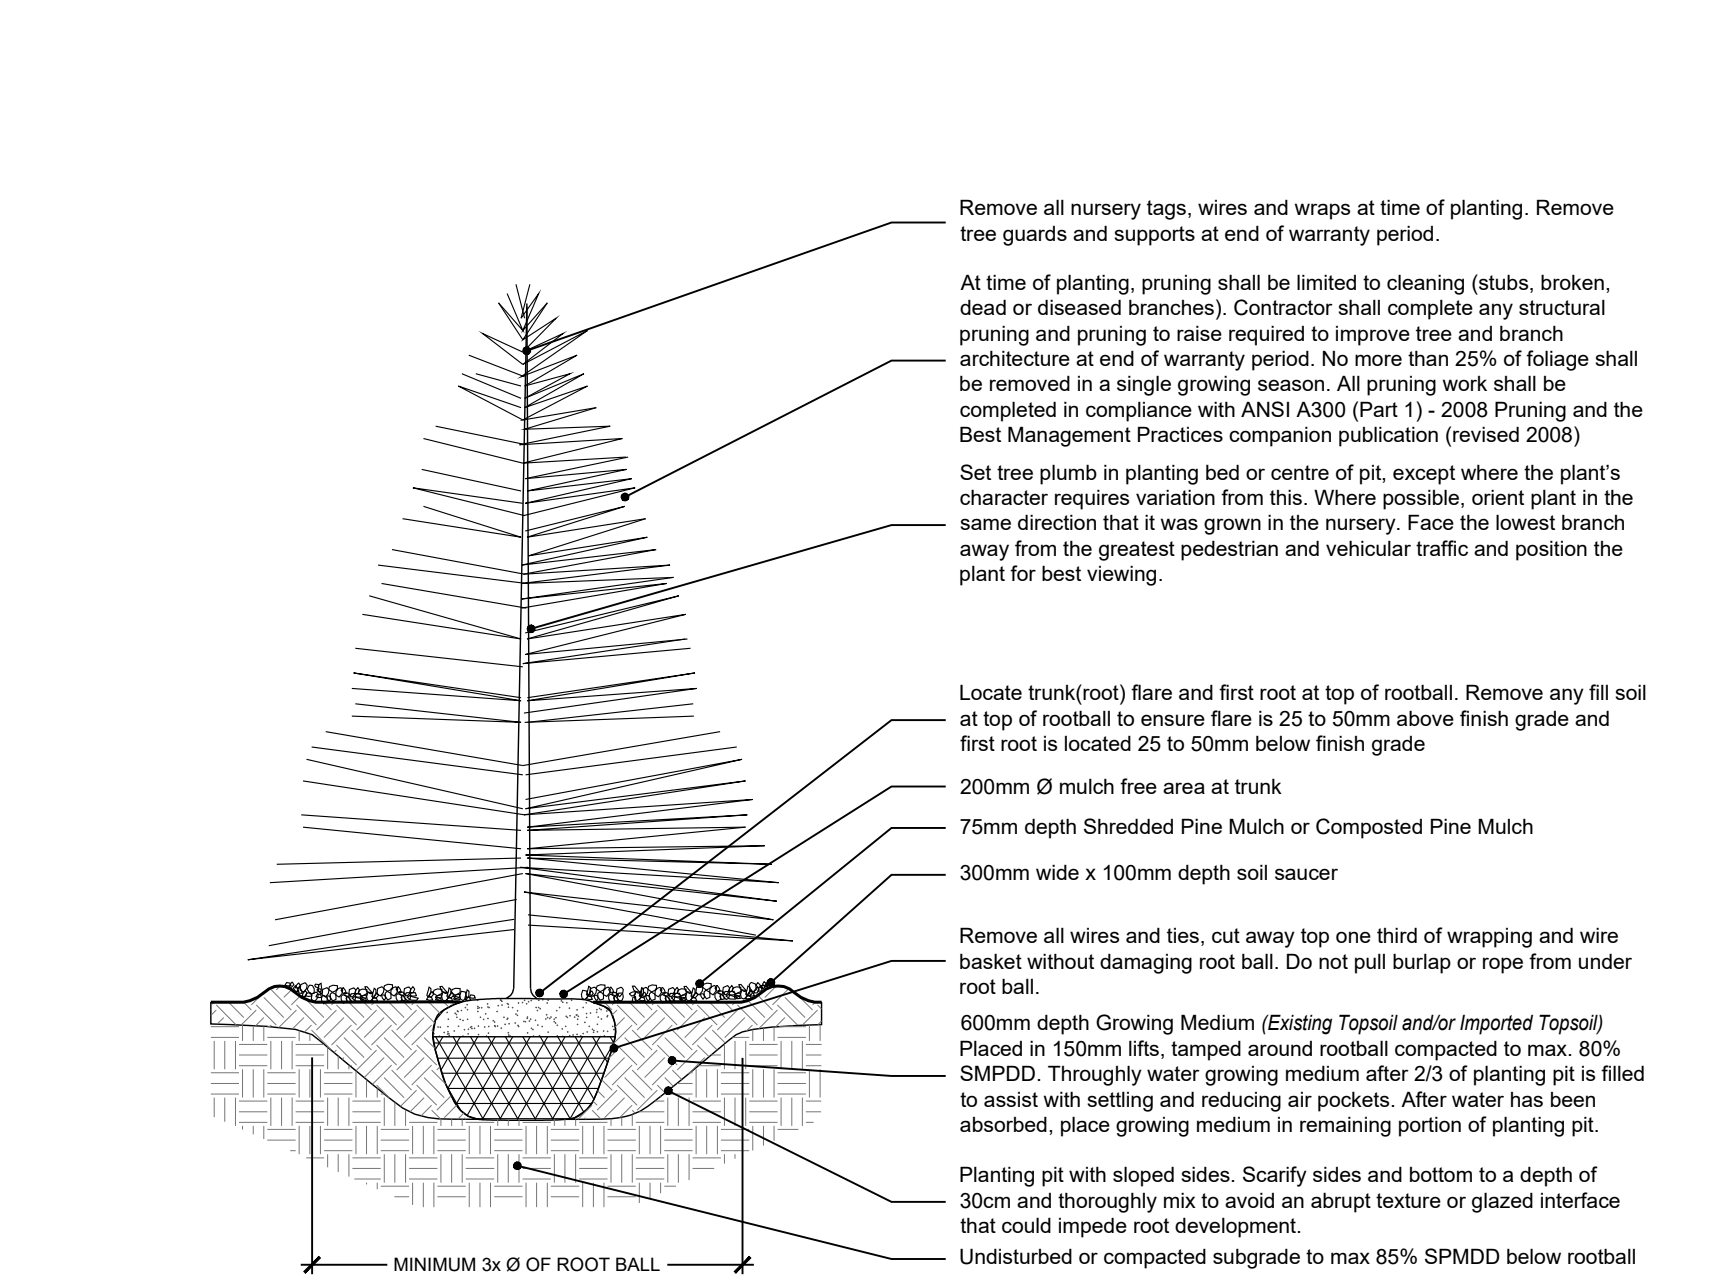 Remove all nursery tags, wires and wraps at time of planting. Remove
tree guards and supports at end of warranty period.
At time of planting, pruning shall be limited to cleaning (stubs, broken,
dead or diseased branches). Contractor shall complete any structural
pruning and pruning to raise required to improve tree and branch
architecture at end of warranty period. No more than 25% of foliage shall
be removed in a single growing season. All pruning work shall be
completed in compliance with ANSI A300 (Part 1) - 2008 Pruning and the
Best Management Practices companion publication (revised 2008)
Set tree plumb in planting bed or centre of pit, except where the plant’s
character requires variation from this. Where possible, orient plant in the
same direction that it was grown in the nursery. Face the lowest branch
away from the greatest pedestrian and vehicular traffic and position the
plant for best viewing.
Locate trunk(root) flare and first root at top of rootball. Remove any fill soil
at top of rootball to ensure flare is 25 to 50mm above finish grade and
first root is located 25 to 50mm below finish grade
200mm Ø mulch free area at trunk
75mm depth Shredded Pine Mulch or Composted Pine Mulch
300mm wide x 100mm depth soil saucer
Remove all wires and ties, cut away top one third of wrapping and wire
basket without damaging root ball. Do not pull burlap or rope from under
root ball.
600mm depth Growing Medium (Existing Topsoil and/or Imported Topsoil)
Placed in 150mm lifts, tamped around rootball compacted to max. 80%
SMPDD. Throughly water growing medium after 2/3 of planting pit is filled
to assist with settling and reducing air pockets. After water has been
absorbed, place growing medium in remaining portion of planting pit.
Planting pit with sloped sides. Scarify sides and bottom to a depth of
30cm and thoroughly mix to avoid an abrupt texture or glazed interface
that could impede root development.
Undisturbed or compacted subgrade to max 85% SPMDD below rootball
MINIMUM 3x Ø OF ROOT BALL